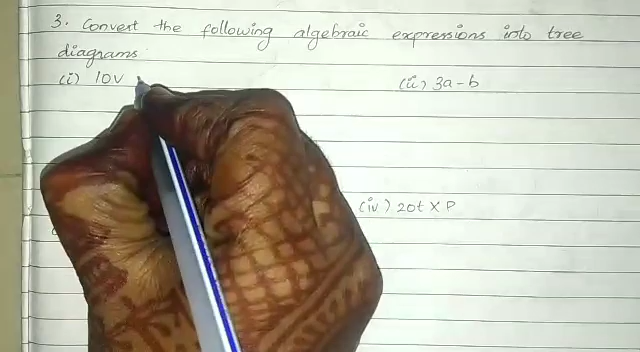 3. Convert the following algebraic expressions into tree
diagrams
(i) 10v
(ii) 3a - b
(iv) 20t × P